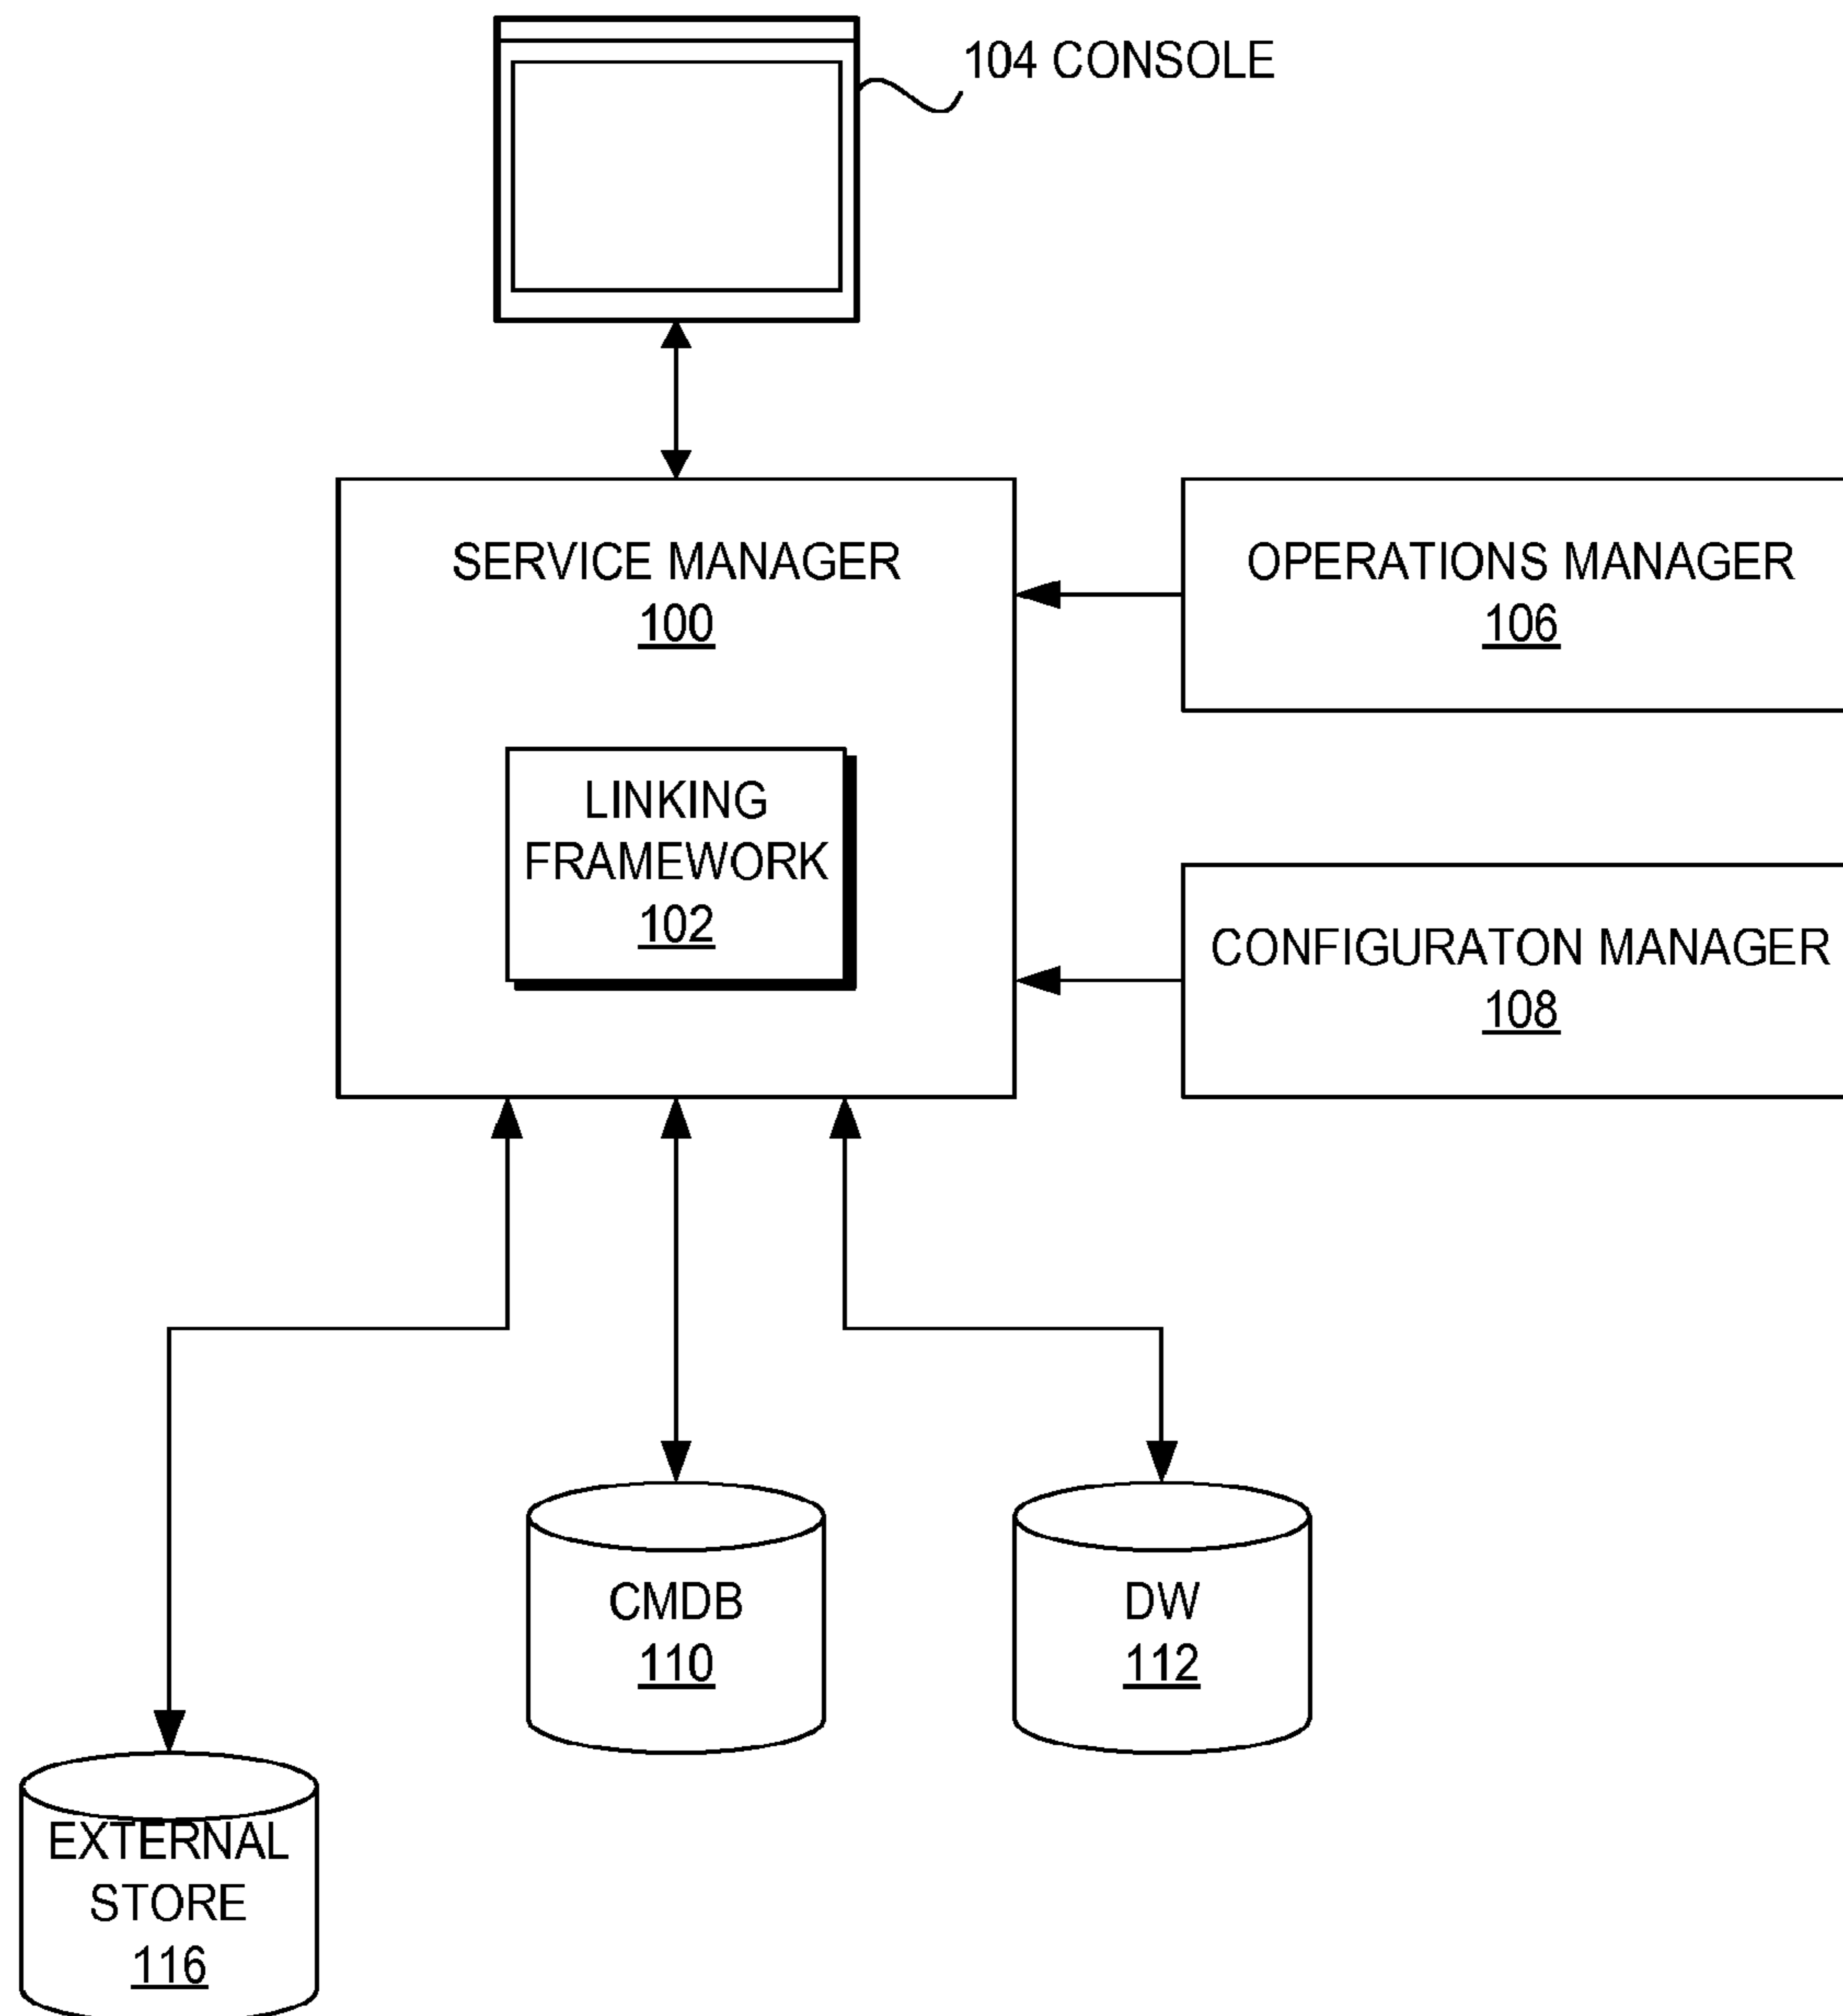 104 CONSOLE
SERVICE MANAGER
100
OPERATIONS MANAGER
106
LINKING
FRAMEWORK
102
CONFIGURATON MANAGER
108
CMDB
110
DW
112
EXTERNAL
STORE
116